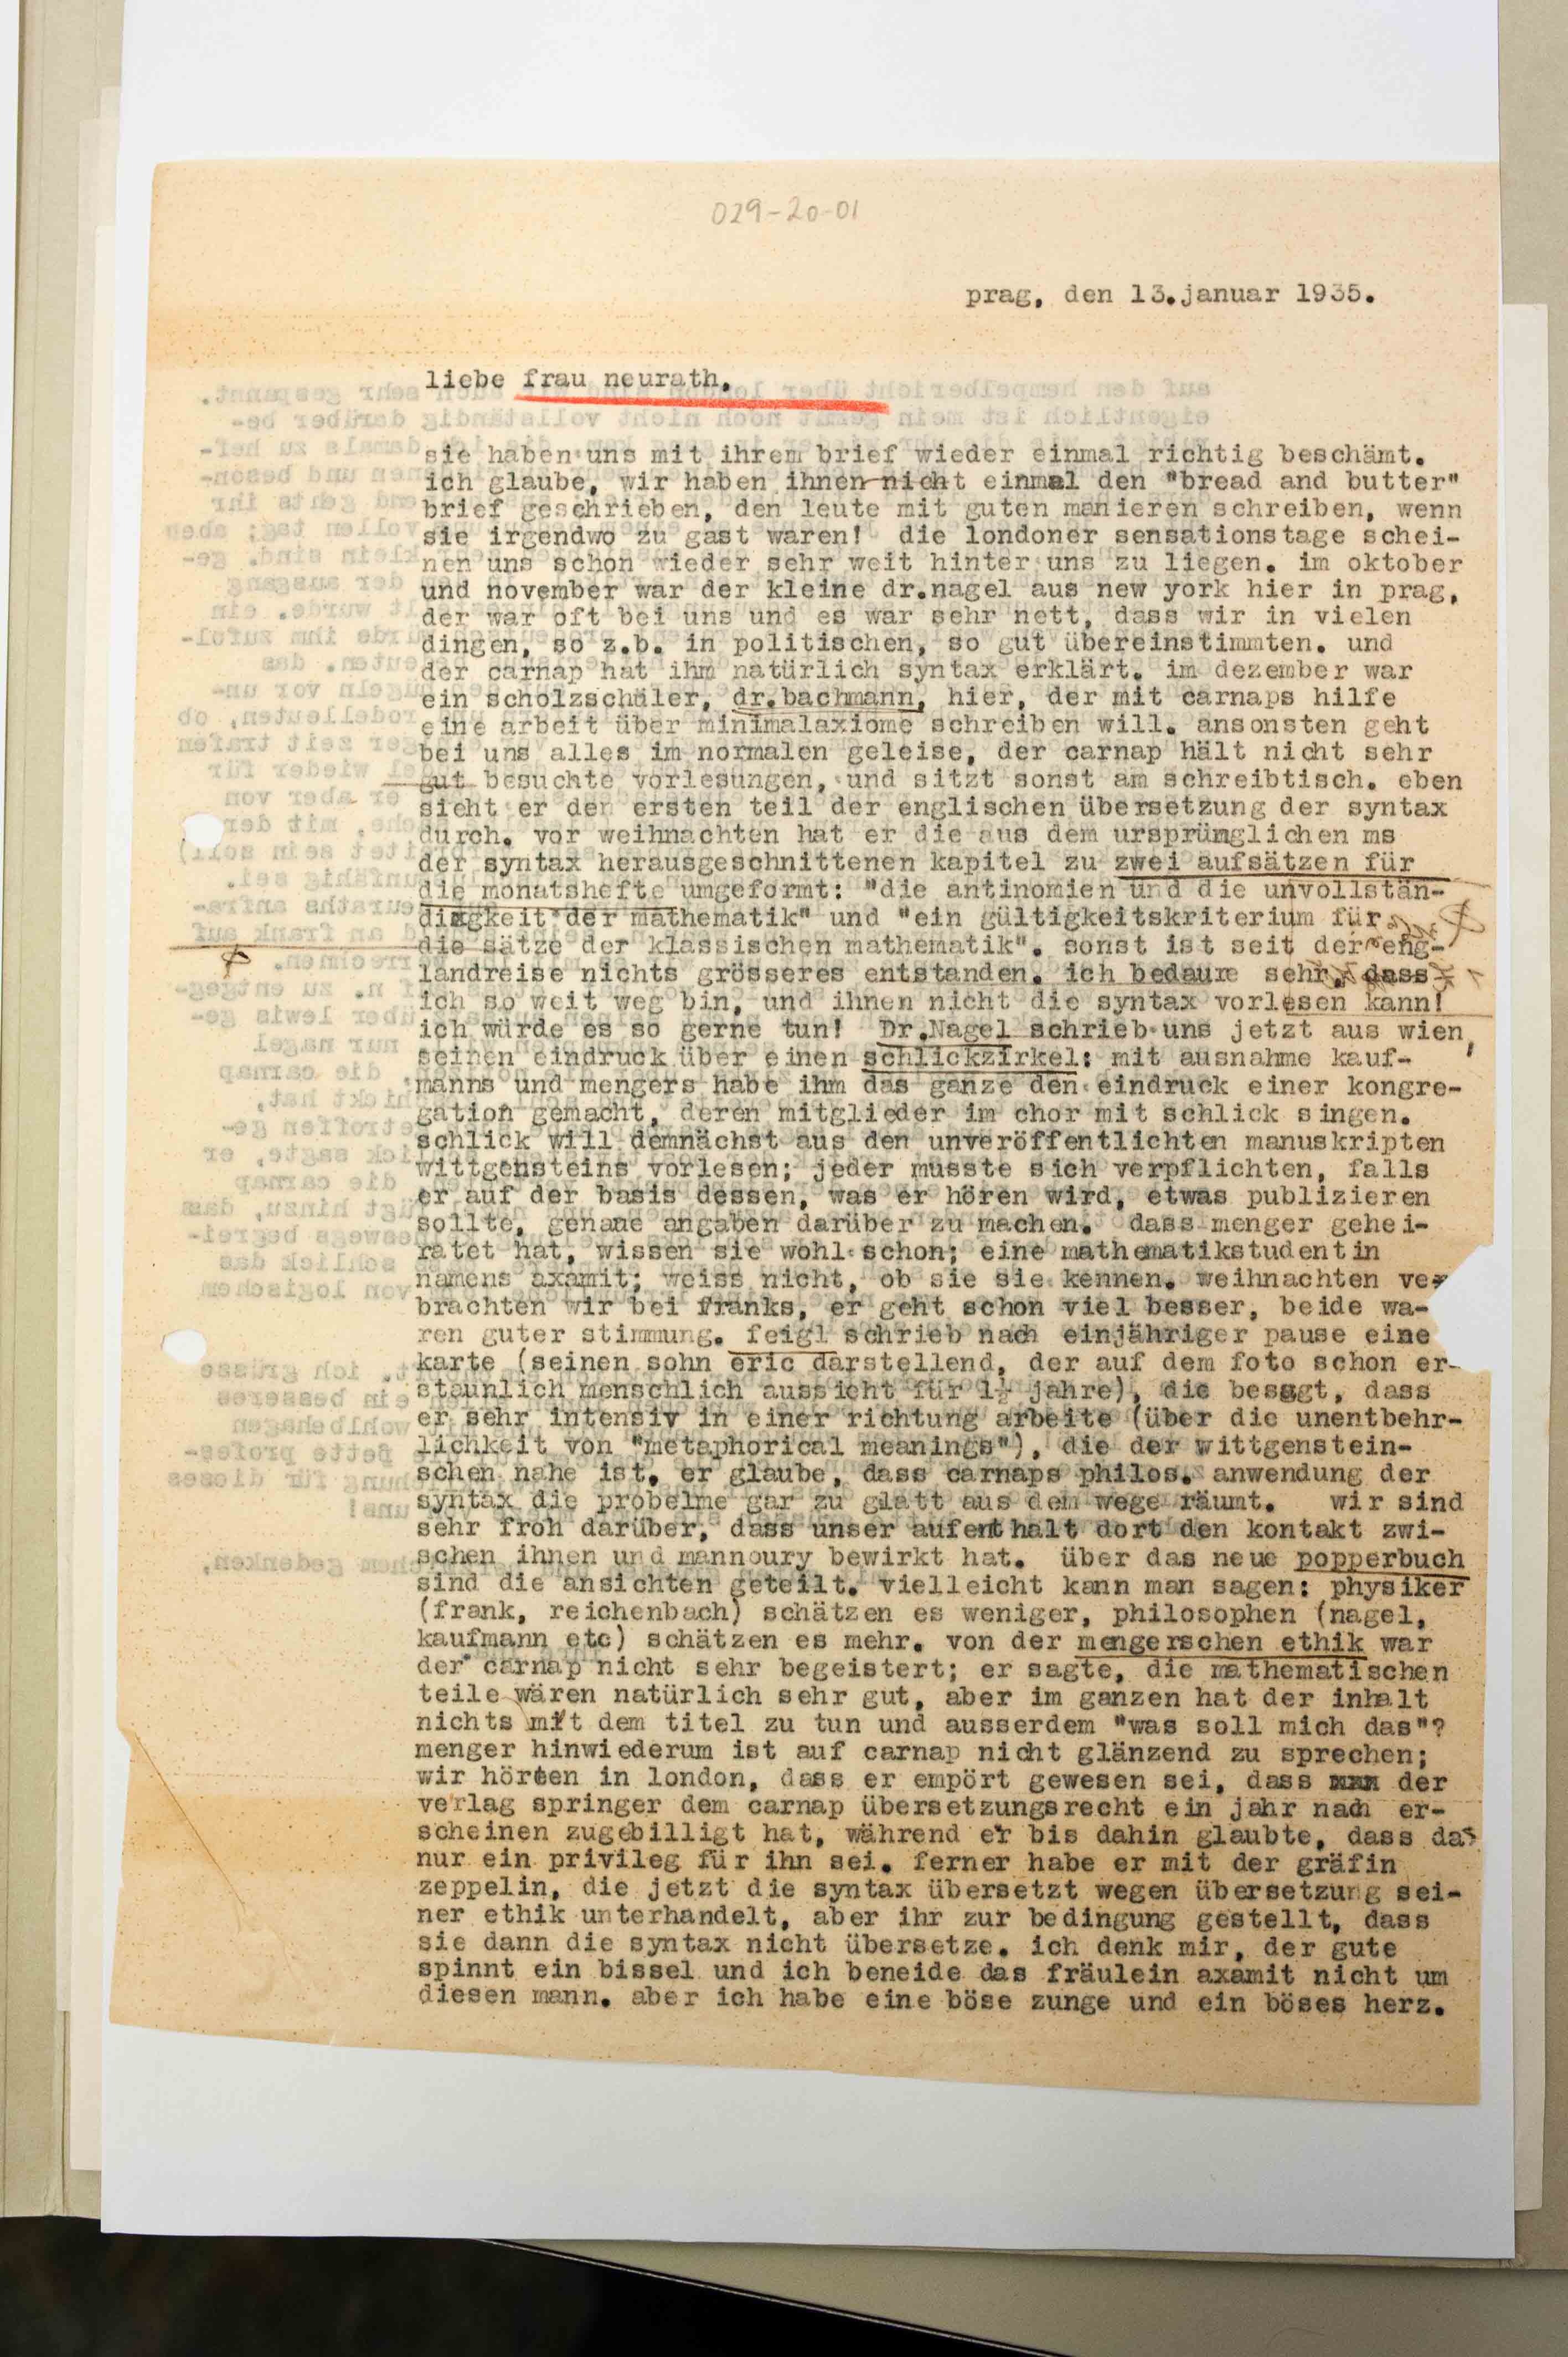 029-20-01
prag, den 13.januar 1935.
liebe frau neurath,
sie haben uns mit ihrem brief wieder einmal richtig beschämt.
ich glaube, wir haben ihnen nicht einmal den "bread and butter"
brief geschrieben, den leute mit guten manieren schreiben, wenn
sie irgendwo zu gast waren! die londoner sensationstage schei-
nen uns schon wieder sehr weit hinter uns zu liegen. im oktober
und november war der kleine dr.nagel aus new york hier in prag,
der war oft bei uns und es war sehr nett, dass wir in vielen
dingen, so z.b. in politischen, so gut übereinstimmten. und
der carnap hat ihm natürlich syntax erklärt. im dezember war
ein scholzschüler, dr.bachmann, hier, der mit carnaps hilfe
eine arbeit über minimalaxiome schreiben will. ansonsten geht
bei uns alles im normalen geleise, der carnap hält nicht sehr
gut besuchte vorlesungen, und sitzt sonst am schreibtisch. eben
sieht er den ersten teil der englischen übersetzung der syntax
durch. vor weihnachten hat er die aus dem ursprünglichen ms
der syntax herausgeschnittenen kapitel zu zwei aufsätzen für
die monatshefte umgeformt: "die antinomien und die unvollstän-
digkeit der mathematik" und "ein gültigkeitskriterium für
die sätze der klassischen mathematik". sonst ist seit der eng-
landreise nichts grösseres entstanden. ich bedaure sehr, dass
ich so weit weg bin, und ihnen nicht die syntax vorlesen kann!
ich würde es so gerne tun! Dr.Nagel schrieb uns jetzt aus wien,
seinen eindruck über einen schlickzirkel: mit ausnahme kauf-
manns und mengers habe ihm das ganze den eindruck einer kongre-
gation gemacht, deren mitglieder im chor mit schlick singen.
schlick will demnächst aus den unveröffentlichten manuskripten
wittgensteins vorlesen; jeder müsste sich verpflichten, falls
er auf der basis dessen, was er hören wird, etwas publizieren
sollte, genaue angaben darüber zu machen. dass menger gehei-
ratet hat, wissen sie wohl schon; eine mathematikstudentin
namens axamit; weiss nicht, ob sie sie kennen. weihnachten ver
brachten wir bei franks, er geht schon viel besser, beide wa-
ren guter stimmung. feigl schrieb nach einjähriger pause eine
karte (seinen sohn eric darstellend, der auf dem foto schon er-
staunlich menschlich aussieht für 1½ jahre), die besagt, dass
er sehr intensiv in einer richtung arbeite (über die unentbehr-
lichkeit von "metaphorical meanings"), die der wittgenstein-
schen nahe ist. er glaube, dass carnaps philos. anwendung der
syntax die probelme gar zu glatt aus dem wege räumt. wir sind
sehr froh darüber, dass unser aufenthalt dort den kontakt zwi-
schen ihnen und mannoury bewirkt hat. über das neue popperbuch
sind die ansichten geteilt. vielleicht kann man sagen: physiker
(frank, reichenbach) schätzen es weniger, philosophen (nagel,
kaufmann etc) schätzen es mehr. von der mengerschen ethik war
der carnap nicht sehr begeistert; er sagte, die mathematischen
teile wären natürlich sehr gut, aber im ganzen hat der inhalt
nichts mit dem titel zu tun und ausserdem "was soll mich das"?
menger hinwiederum ist auf carnap nicht glänzend zu sprechen;
wir hörten in london, dass er empört gewesen sei, dass der
verlag springer dem carnap übersetzungsrecht ein jahr nach er-
scheinen zugebilligt hat, während er bis dahin glaubte, dass das
nur ein privileg für ihn sei. ferner habe er mit der gräfin
zeppelin, die jetzt die syntax übersetzt wegen übersetzung sei-
ner ethik unterhandelt, aber ihr zur bedingung gestellt, dass
sie dann die syntax nicht übersetze. ich denk mir, der gute
spinnt ein bissel und ich beneide das fräulein axamit nicht um
diesen mann. aber ich habe eine böse zunge und ein böses herz.